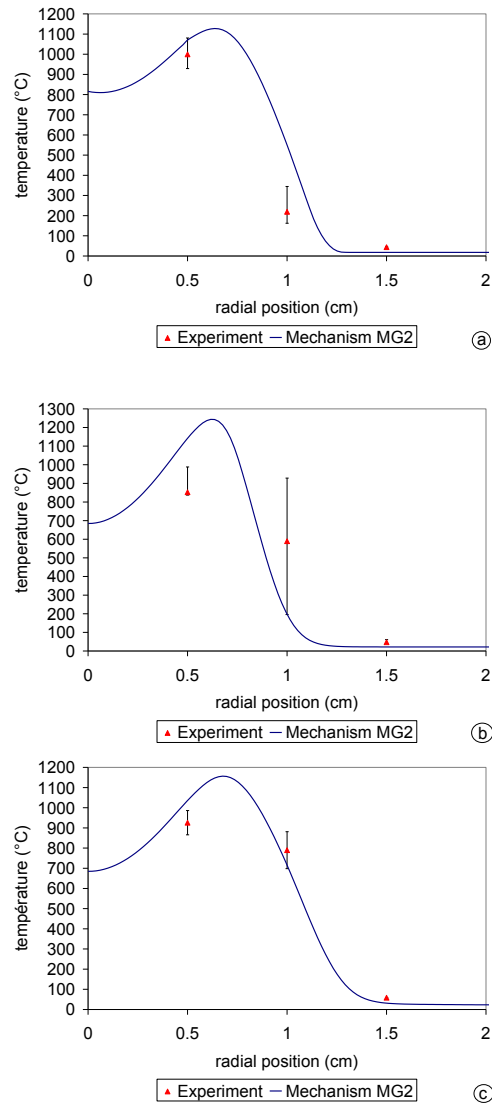 1200
1100
1000
900
800
700
600
500
400
300
200
100
0
temperature (°C)
0 0.5 1 1.5 2
radial position (cm)
Experiment Mechanism MG2
a
1300
1200
1100
1000
900
800
700
600
500
400
300
200
100
0
temperature (°C)
0 0.5 1 1.5 2
radial position (cm)
Experiment Mechanism MG2
b
1200
1100
1000
900
800
700
600
500
400
300
200
100
0
température (°C)
0 0.5 1 1.5 2
radial position (cm)
Experiment Mechanism MG2
c